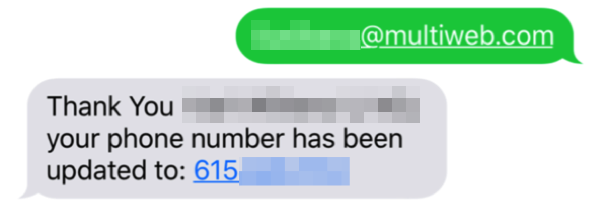 @multiweb.com
Thank You
your phone number has been
updated to: 615